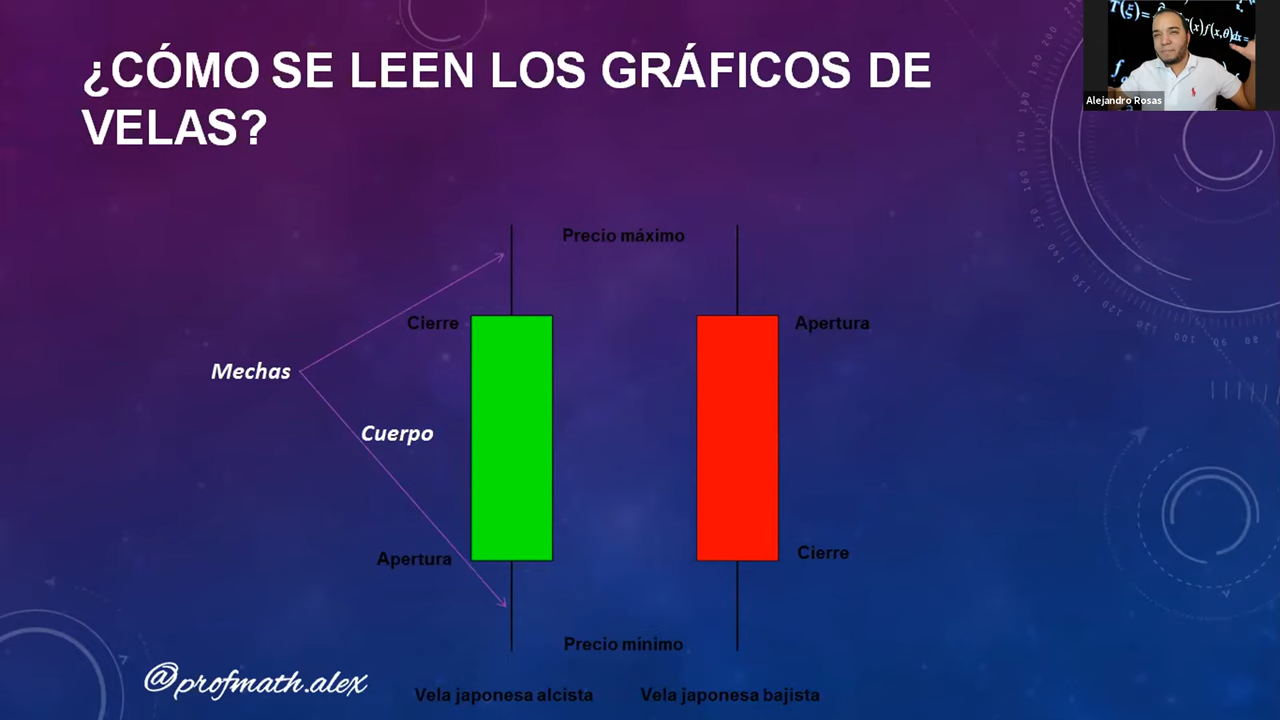 ¿CÓMO SE LEEN LOS GRÁFICOS DE
VELAS?
Alejandro Rosas
Precio máximo
Cierre
Apertura
Mechas
Cuerpo
Apertura
Cierre
Precio mínimo
@profmath.alex
Vela japonesa alcista
Vela japonesa bajista